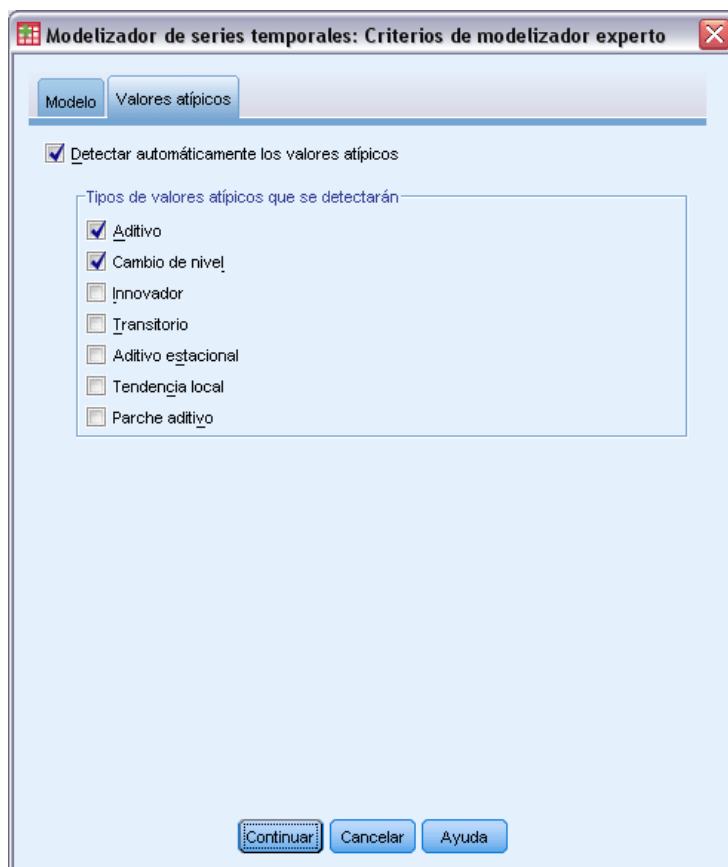 Modelizador de series temporales: Criterios de modelizador experto
Modelo Valores atípicos
Detectar automáticamente los valores atípicos
Tipos de valores atípicos que se detectarán
Aditivo
Cambio de nivel
Innovador
Transitorio
Aditivo estacional
Tendencia local
Parche aditivo
Continuar Cancelar Ayuda